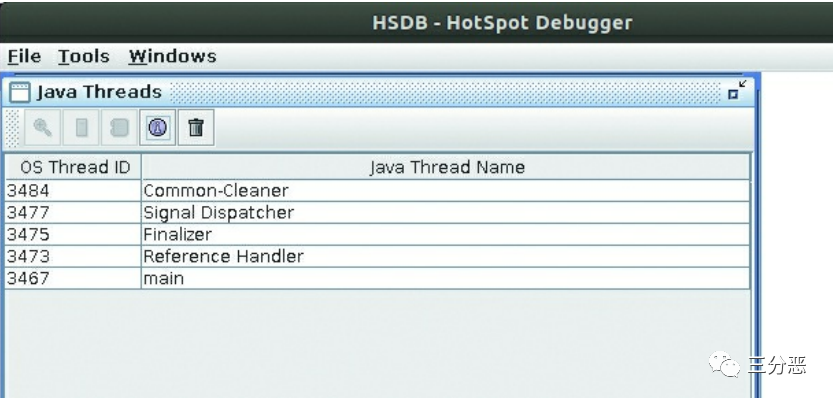 HSDB - HotSpot Debugger
File Tools Windows
Java Threads
OS Thread ID Java Thread Name
3484 Common-Cleaner
3477 Signal Dispatcher
3475 Finalizer
3473 Reference Handler
3467 main
三分恶